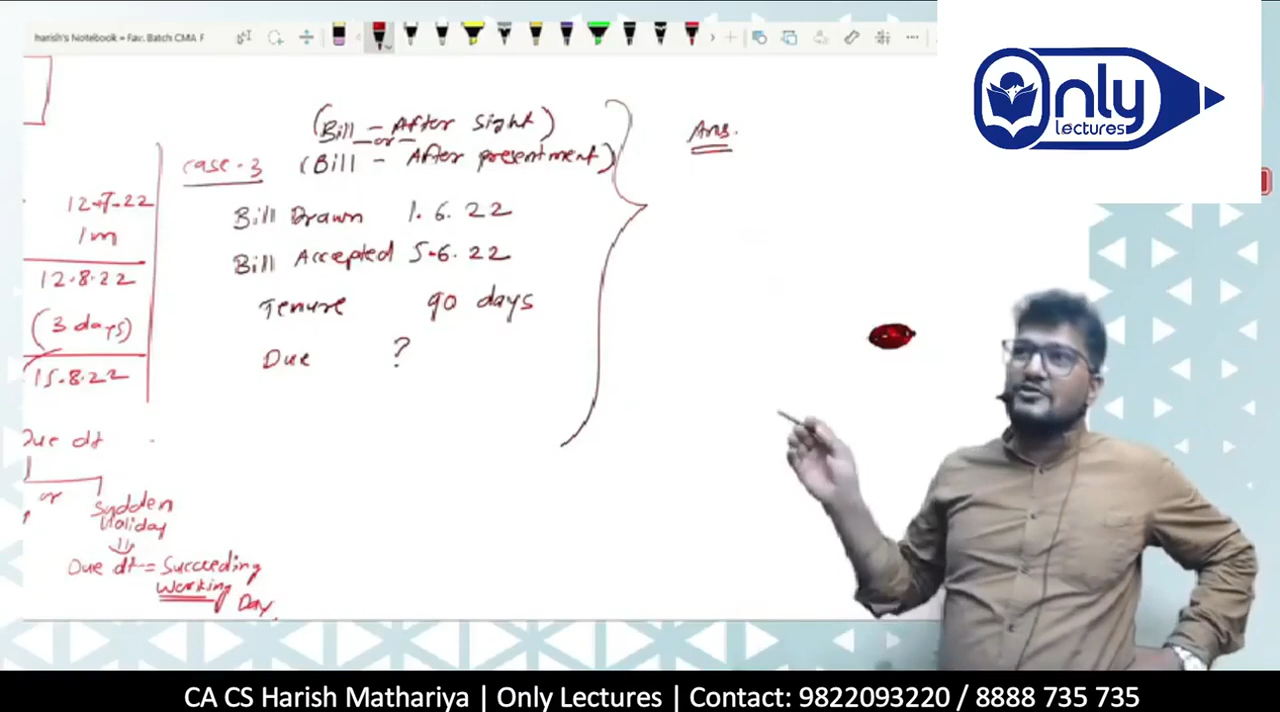 harish's Notebook = Fav. Batch CMA F
Only
Lectures
(Bill - After Sight)
- or -
Case - 3 (Bill - After presentment)
Ans.
Bill Drawn 1. 6. 22
Bill Accepted 5-6. 22
Tenure 90 days
Due ?
12-7-22
1m
12.8.22
(3 days)
15.8.22
Due dt
or
Sudden
Holiday
Due dt = Succeeding
Working
Day.
CA CS Harish Mathariya | Only Lectures | Contact: 9822093220 / 8888 735 735